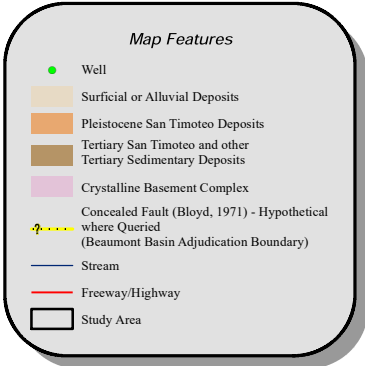 Map Features
Well
Surficial or Alluvial Deposits
Pleistocene San Timoteo Deposits
Tertiary San Timoteo and other
Tertiary Sedimentary Deposits
Crystalline Basement Complex
Concealed Fault (Bloyd, 1971) - Hypothetical
?
where Queried
(Beaumont Basin Adjudication Boundary)
Stream
Freeway/Highway
Study Area